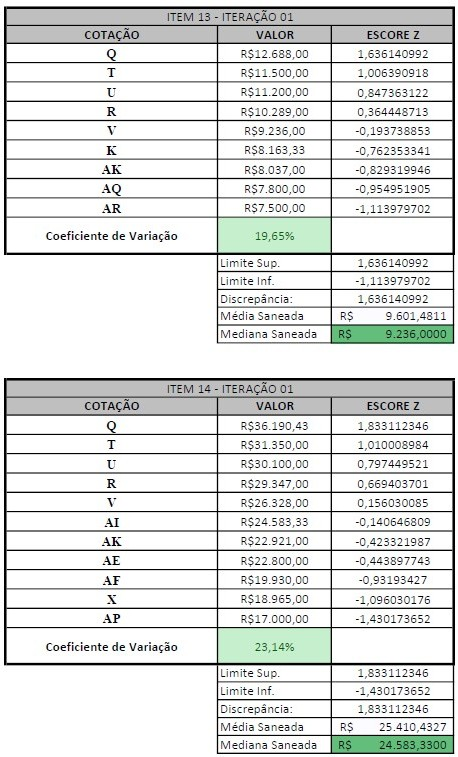 ITEM 13 - ITERAÇÃO 01
COTAÇÃO VALOR ESCORE Z
Q R$12.688,00 1,636140992
T R$11.500,00 1,006390918
U R$11.200,00 0,847363122
R R$10.289,00 0,364448713
V R$9.236,00 -0,193738853
K R$8.163,33 -0,762353341
AK R$8.037,00 -0,829319946
AQ R$7.800,00 -0,954951905
AR R$7.500,00 -1,113979702
Coeficiente de Variação 19,65%
Limite Sup. 1,636140992
Limite Inf. -1,113979702
Discrepância: 1,636140992
Média Saneada R$ 9.601,4811
Mediana Saneada R$ 9.236,0000
ITEM 14 - ITERAÇÃO 01
COTAÇÃO VALOR ESCORE Z
Q R$36.190,43 1,833112346
T R$31.350,00 1,010008984
U R$30.100,00 0,797449521
R R$29.347,00 0,669403701
V R$26.328,00 0,156030085
AI R$24.583,33 -0,140646809
AK R$22.921,00 -0,423321987
AE R$22.800,00 -0,443897743
AF R$19.930,00 -0,93193427
X R$18.965,00 -1,096030176
AP R$17.000,00 -1,430173652
Coeficiente de Variação 23,14%
Limite Sup. 1,833112346
Limite Inf. -1,430173652
Discrepância: 1,833112346
Média Saneada R$ 25.410,4327
Mediana Saneada R$ 24.583,3300